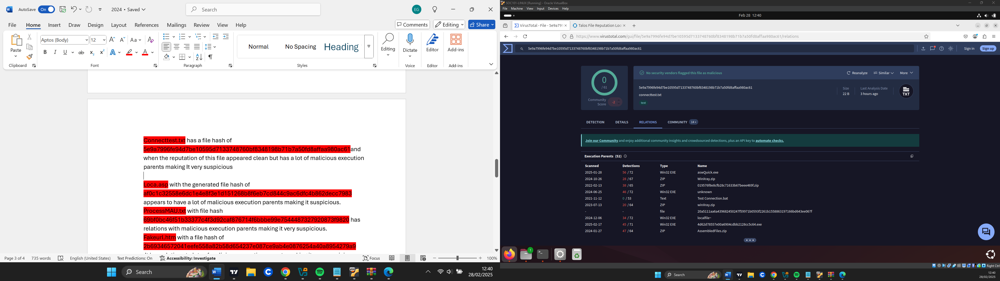 AutoSave On 2024 • Saved Search EG
File Home Insert Draw Design Layout References Mailings Review View Help Comments Editing Share
Aptos (Body) 12 Aa
Paste B I U ab x2 x2 A A Normal No Spacing Heading Editing Dictate Editor Add-ins
Clipboard Font Paragraph Styles Voice Editor Add-ins
Connecttest.txt has a file hash of
5e9a7996fe94d7be10595d7133748760bf8348198b71b7a50fd8affaa980ac61and
when the reputation of this file appeared clean but has a lot of malicious execution
parents making It very suspicious
Loca.asp with the generated file hash of
af0c1c32558e6dc1e4e8f3e1d151268b8f6eb7cd844c9ac6dfc4b862decc7983
appears to have a lot of malicious execution parents making it suspicious.
ProcessMAU.txt with file hash
69bf0bc46f51b33377c4f3d92caf876714f6bbbe99e7544487327920873f9820 has
relations with malicious execution parents making it very suspicious.
Fakeurl.htm with a file hash of
2b69346572041eefe558a82b58d654237e087ce9ab4e0876254a40a8954279a9
Page 3 of 4 735 words English (United States) Text Predictions: On Accessibility: Investigate Focus 100%
Search 12:40
28/02/2025
SOC101-LINUX [Running] - Oracle VirtualBox
File Machine View Input Devices Help
Feb 28 12:40
VirusTotal - File - 5e9a799 Talos File Reputation Loo
https://www.virustotal.com/gui/file/5e9a7996fe94d7be10595d7133748760bf8348198b71b7a50fd8affaa980ac61/relations
5e9a7996fe94d7be10595d7133748760bf8348198b71b7a50fd8affaa980ac61 Sign in Sign up
0
/ 61
Community
Score -2
No security vendors flagged this file as malicious Reanalyze Similar More
5e9a7996fe94d7be10595d7133748760bf8348198b71b7a50fd8affaa980ac61
connecttest.txt
text
Size
22 B
Last Analysis Date
3 hours ago
TXT
DETECTION DETAILS RELATIONS COMMUNITY 14+
Join our Community and enjoy additional community insights and crowdsourced detections, plus an API key to automate checks.
Execution Parents (52)
Scanned Detections Type Name
2025-01-28 56 / 72 Win32 EXE aswQuick.exe
2024-10-26 28 / 67 ZIP WinXray.zip
2022-02-13 38 / 65 ZIP 019576f8e8cfb28c71633b67beee469f.zip
2024-06-25 46 / 72 Win32 EXE unknown
2021-11-12 0 / 53 Text Test Connection.bat
2023-07-13 20 / 64 ZIP winXray.zip
- - file 20a5111aa6a439682450247f59971b0593f2261b1558863197166bd643ee067f
2024-12-06 34 / 72 Win32 EXE localfile~
2025-02-17 45 / 71 Win32 EXE 4d62d78557e00a6904cdbb2128cc5c64.exe
2024-01-27 47 / 64 ZIP AssembledFiles.zip
1
Right Ctrl
Search 12:40
28/02/2025